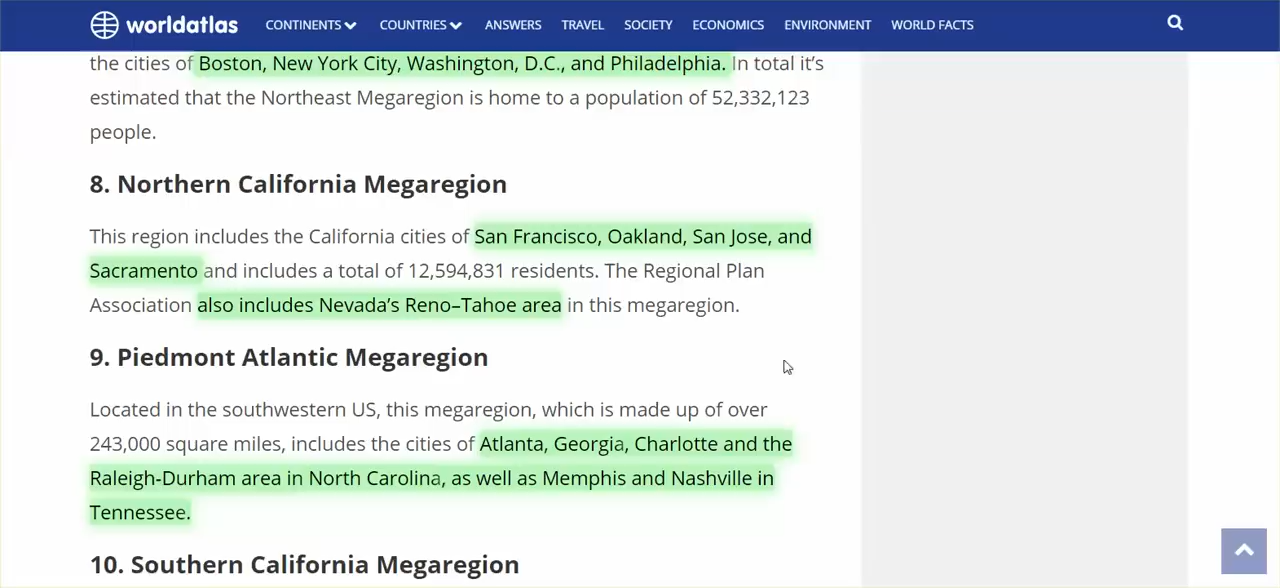 worldatlas CONTINENTS COUNTRIES ANSWERS TRAVEL SOCIETY ECONOMICS ENVIRONMENT WORLD FACTS
the cities of Boston, New York City, Washington, D.C., and Philadelphia. In total it’s
estimated that the Northeast Megaregion is home to a population of 52,332,123
people.
8. Northern California Megaregion
This region includes the California cities of San Francisco, Oakland, San Jose, and
Sacramento and includes a total of 12,594,831 residents. The Regional Plan
Association also includes Nevada’s Reno–Tahoe area in this megaregion.
9. Piedmont Atlantic Megaregion
Located in the southwestern US, this megaregion, which is made up of over
243,000 square miles, includes the cities of Atlanta, Georgia, Charlotte and the
Raleigh-Durham area in North Carolina, as well as Memphis and Nashville in
Tennessee.
10. Southern California Megaregion